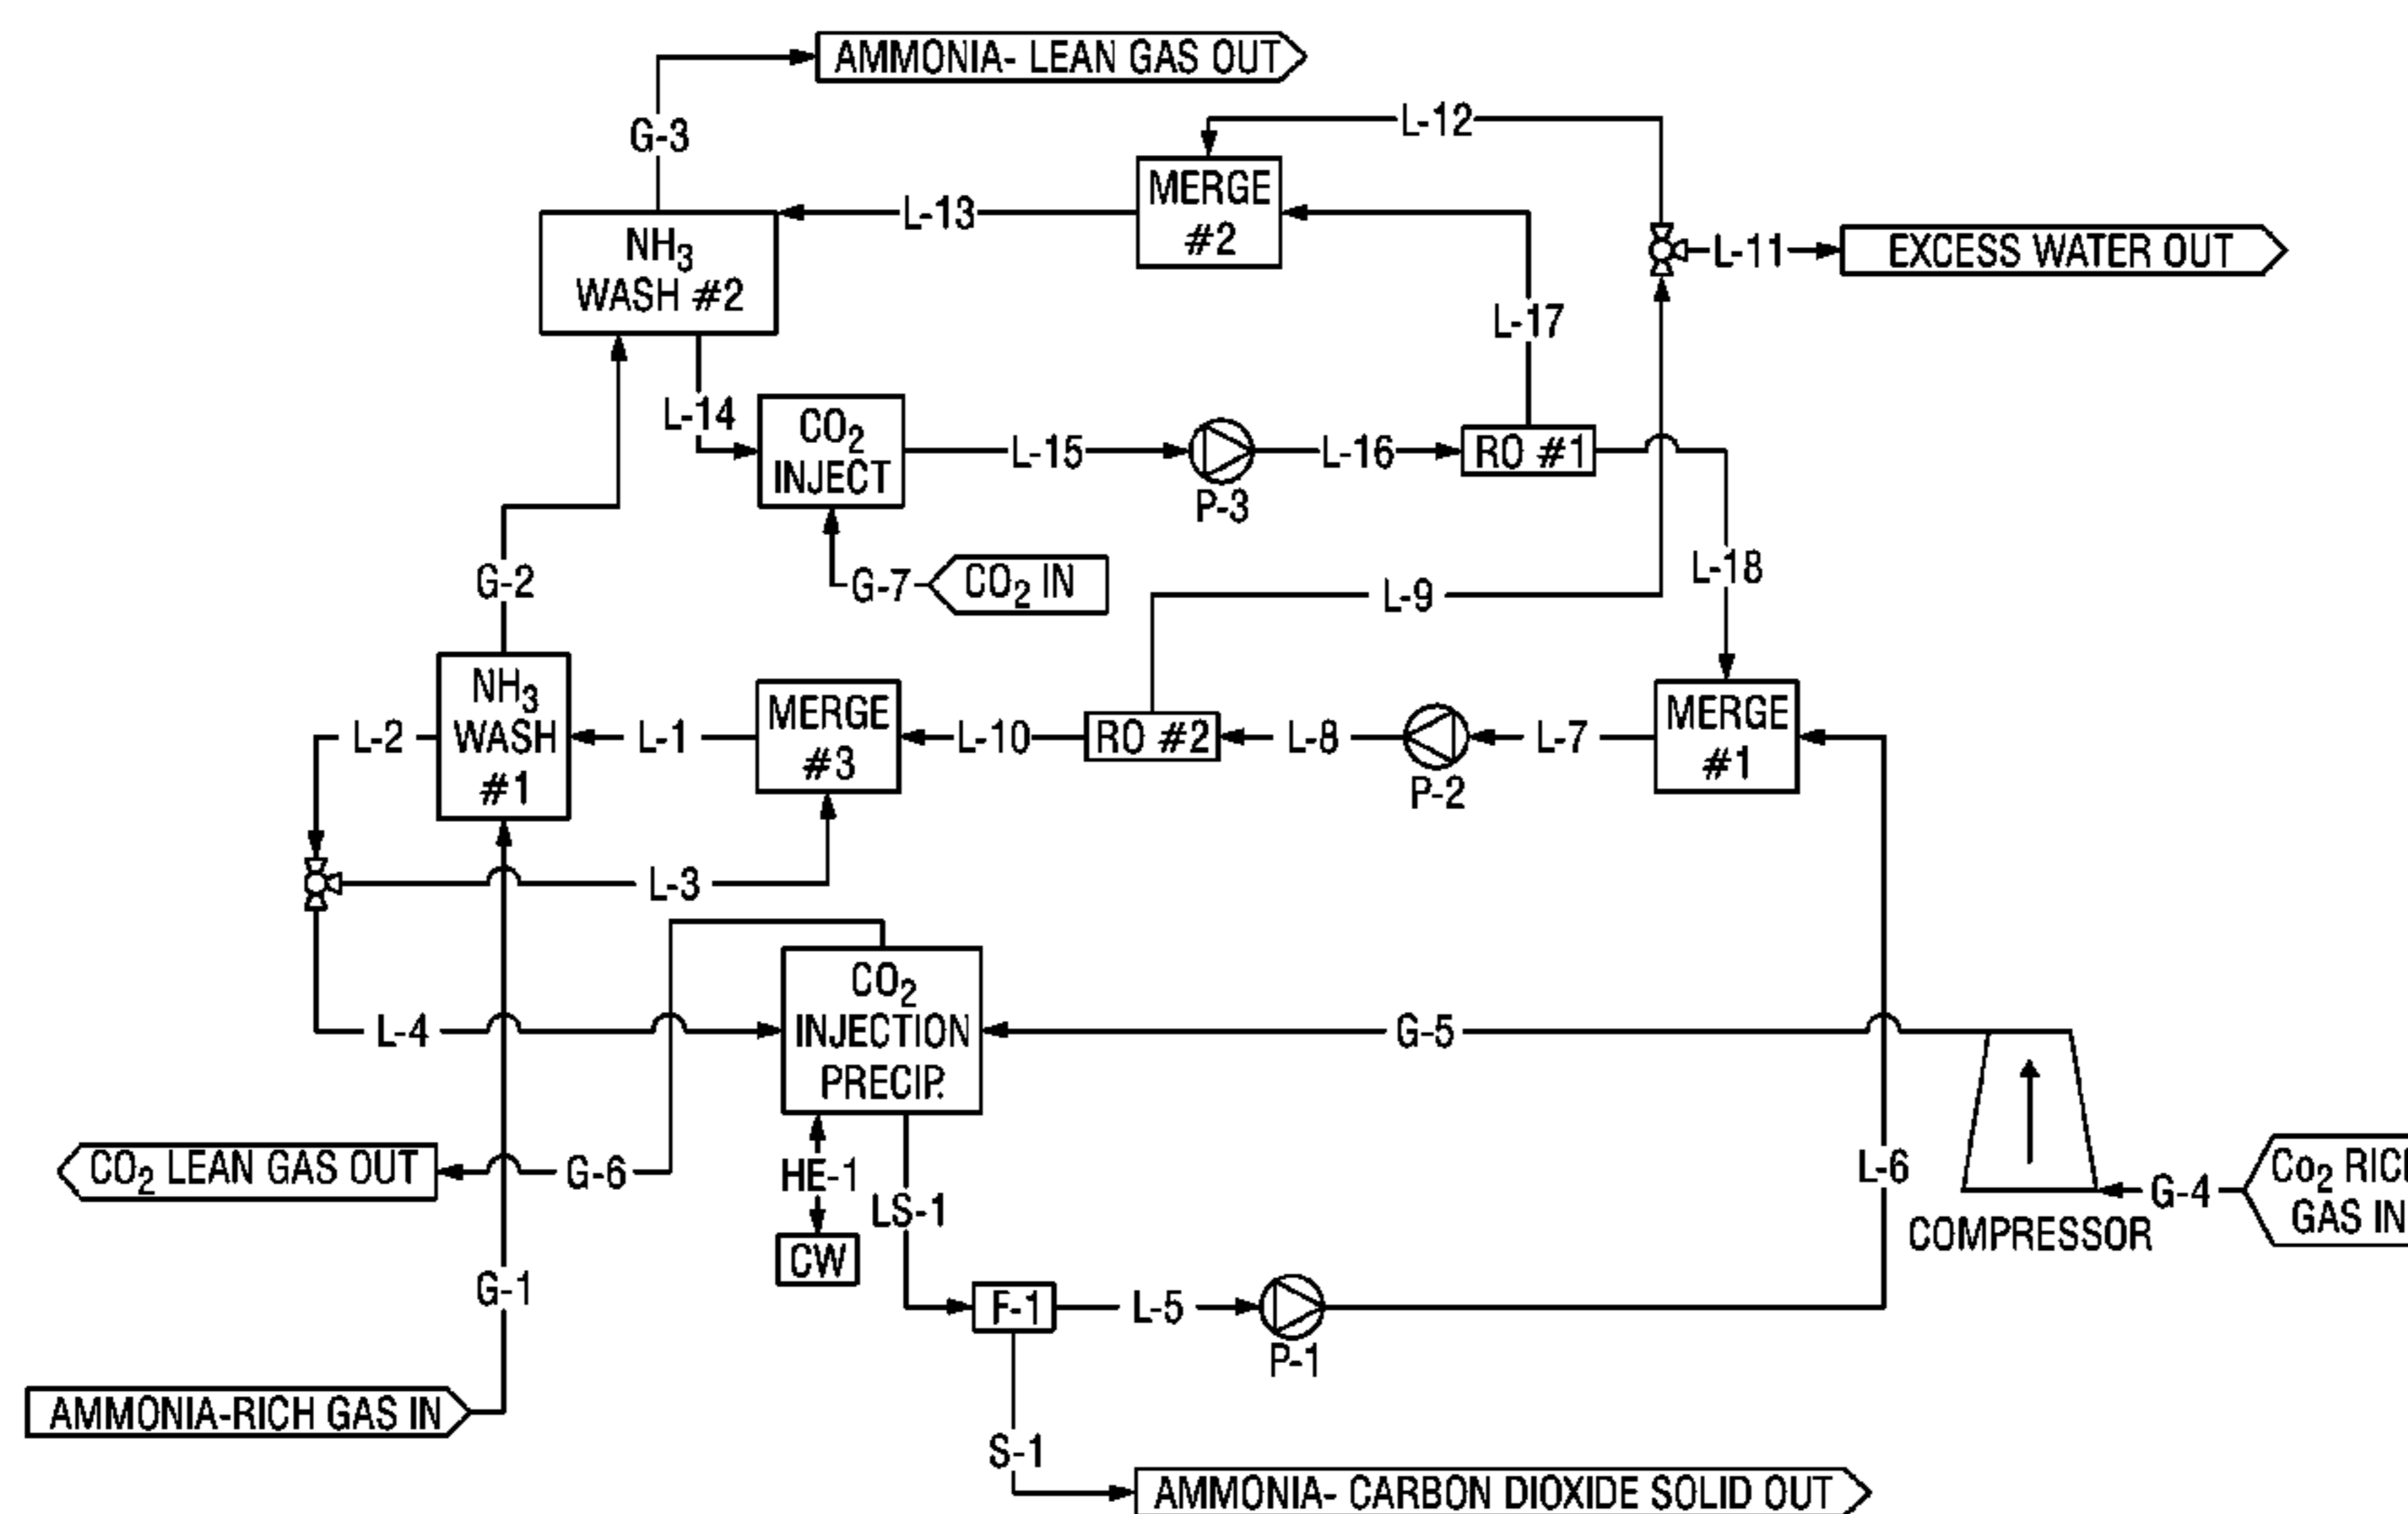 AMMONIA- LEAN GAS OUT
L-12
G-3
MERGE
#2
L-13
NH3
WASH #2
L-11
EXCESS WATER OUT
L-17
L-14
CO2
INJECT
L-15
P-3
L-16
RO #1
G-7
CO2 IN
G-2
L-9
L-18
NH3
WASH
#1
L-2
L-1
MERGE
#3
L-10
RO #2
L-8
P-2
L-7
MERGE
#1
L-3
CO2
INJECTION
PRECIP.
L-4
G-5
CO2 LEAN GAS OUT
G-6
HE-1
LS-1
CW
L-6
COMPRESSOR
G-4
Co2
GAS IN
G-1
F-1
L-5
P-1
AMMONIA-RICH GAS IN
S-1
AMMONIA- CARBON DIOXIDE SOLID OUT